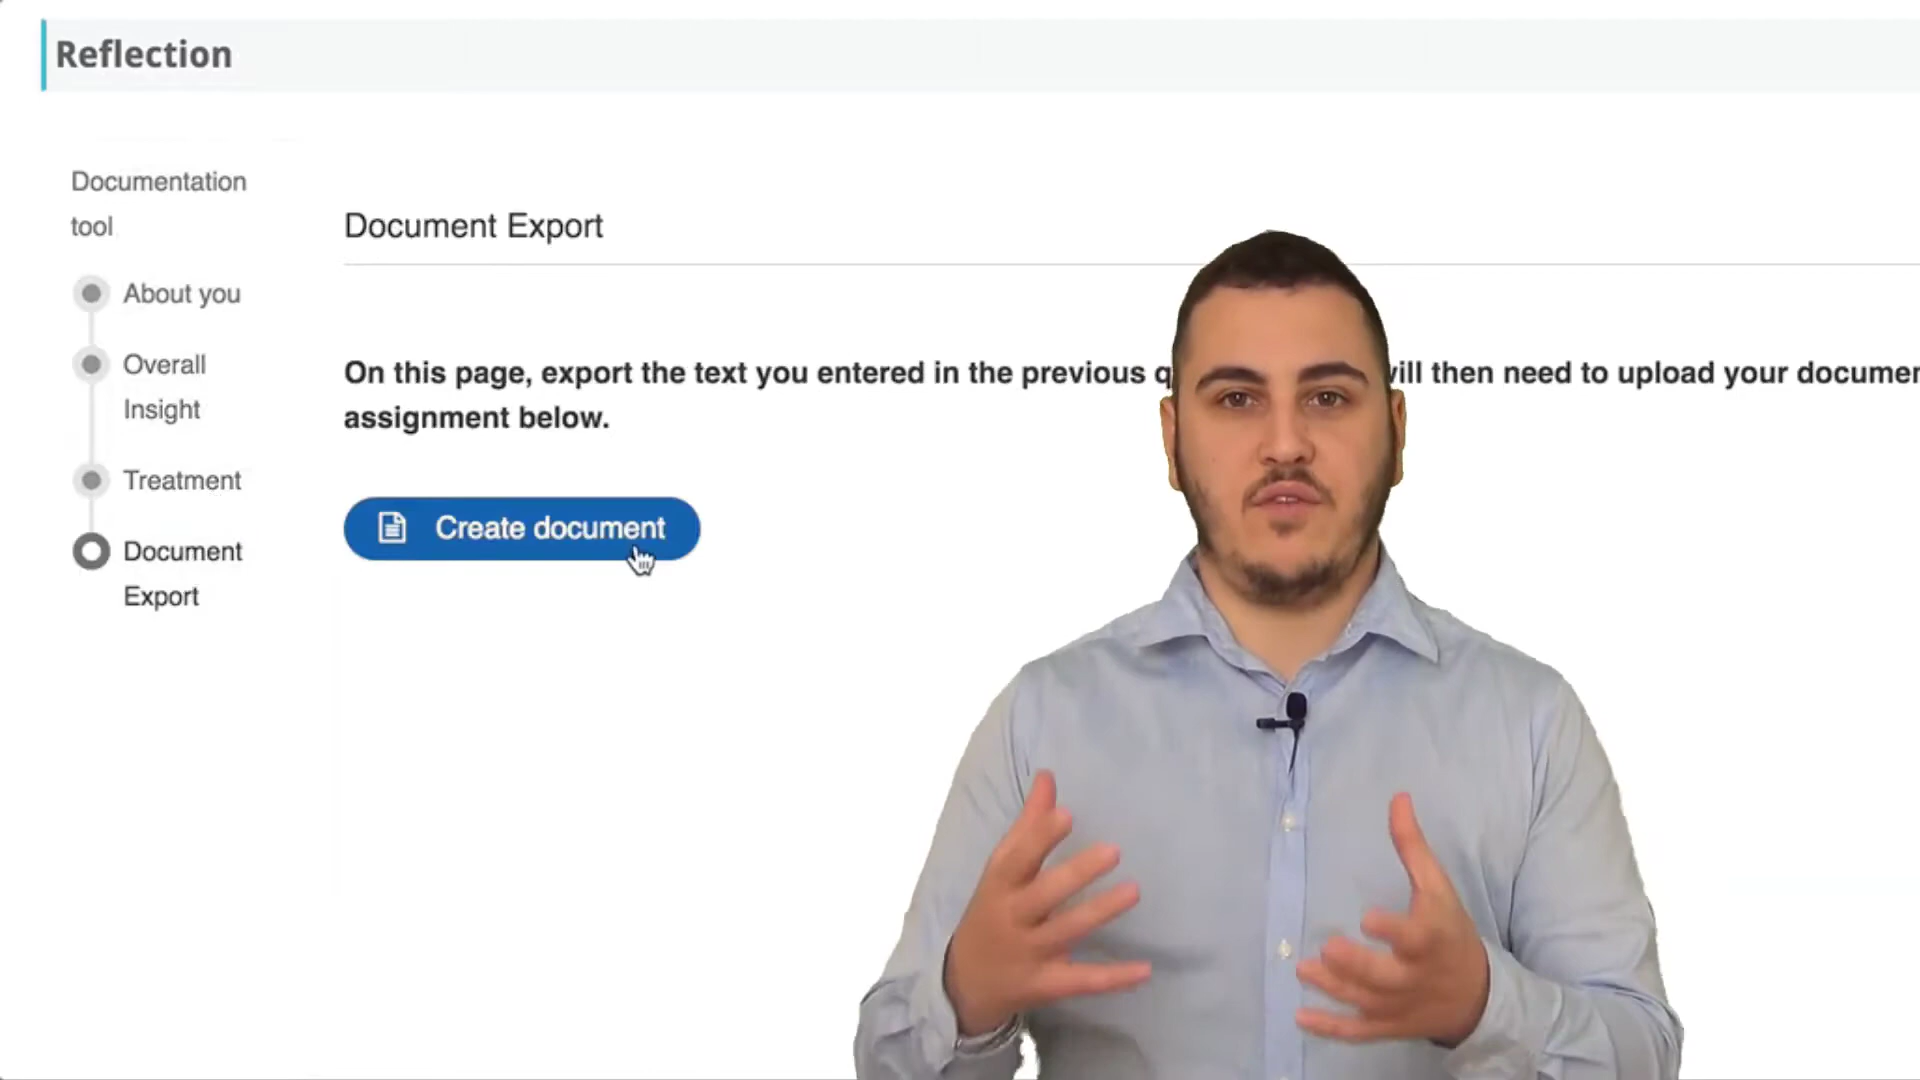 Reflection
Documentation
tool
About you
Overall
Insight
Treatment
Document
Export
Document Export
On this page, export the text you entered in the previous will then need to upload your
assignment below.
Create document